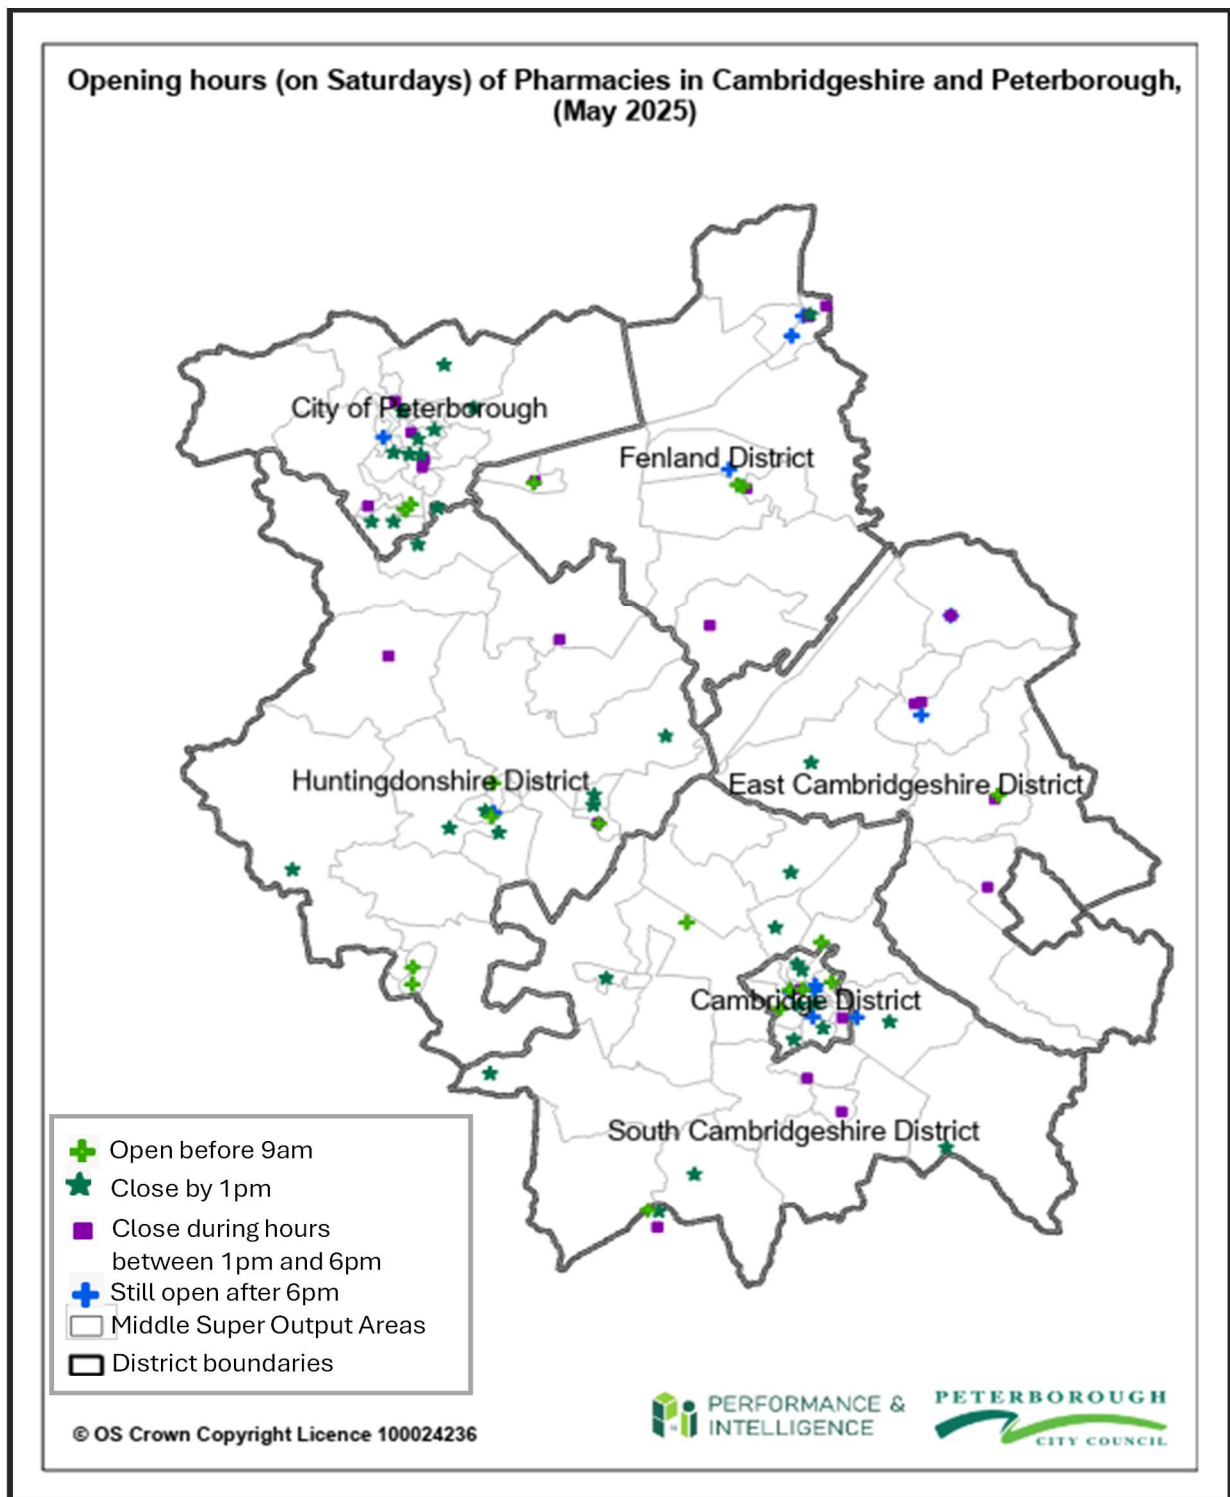 Opening hours (on Saturdays) of Pharmacies in Cambridgeshire and Peterborough,
(May 2025)
City of Peterborough
Fenland District
Huntingdonshire District
East Cambridgeshire District
Cambridge District
South Cambridgeshire District
Open before 9am
Close by 1pm
Close during hours
between 1pm and 6pm
Still open after 6pm
Middle Super Output Areas
District boundaries
© OS Crown Copyright Licence 100024236
PERFORMANCE &
INTELLIGENCE
PETERBOROUGH
CITY COUNCIL